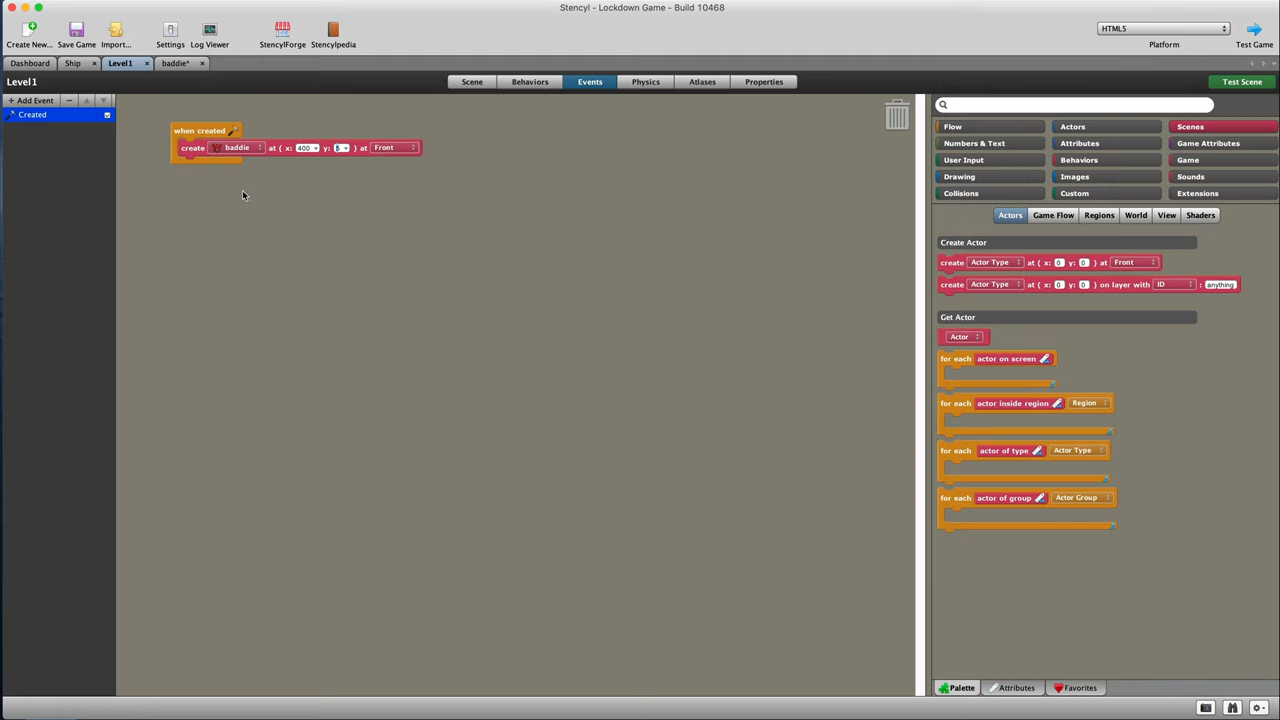 Stencyl - Lockdown Game - Build 10468
Create New... Save Game Import... Settings Log Viewer StencylForge Stencylpedia HTML5 Platform Test Game
Dashboard Ship × Level1 × baddie* ×
Level1 Scene Behaviors Events Physics Atlases Properties Test Scene
+ Add Event
Created
when created
create baddie at ( x: 400 y: ) at Front
Flow Actors Scenes
Numbers & Text Attributes Game Attributes
User Input Behaviors Game
Drawing Images Sounds
Collisions Custom Extensions
Actors Game Flow Regions World View Shaders
Create Actor
create Actor Type at ( x: 0 y: 0 ) at Front
create Actor Type at ( x: 0 y: 0 ) on layer with ID : anything
Get Actor
Actor
for each actor on screen
for each actor inside region Region
for each actor of type Actor Type
for each actor of group Actor Group
Palette Attributes Favorites